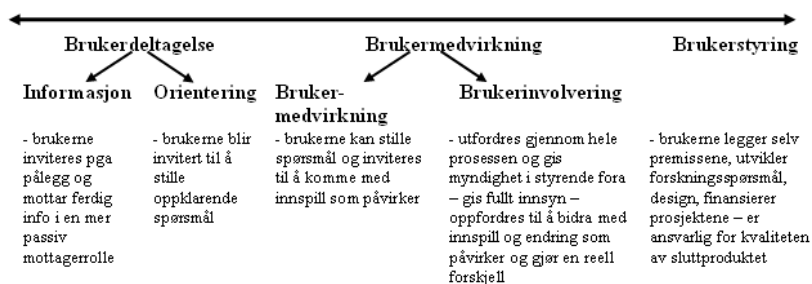 Brukerdeltagelse
Brukermedvirkning
Brukerstyring
Informasjon
Orientering
Bruker-
medvirkning
Brukerinvolvering
- brukerne
inviteres pga
pålegg og
mottar ferdig
info i en mer
passiv
mottagerrolle
- brukerne blir
invitert til å
stille
oppklarende
spørsmål
- brukerne kan stille
spørsmål og inviteres
til å komme med
innspill som påvirker
- utfordres gjennom hele
prosessen og gis
myndighet i styrende fora
– gis fullt innsyn –
oppfordres til å bidra med
innspill og endring som
påvirker og gjør en reell
forskjell
- brukerne legger selv
premissene, utvikler
forskningsspørsmål,
design, finansierer
prosjektene – er
ansvarlig for kvaliteten
av sluttproduktet